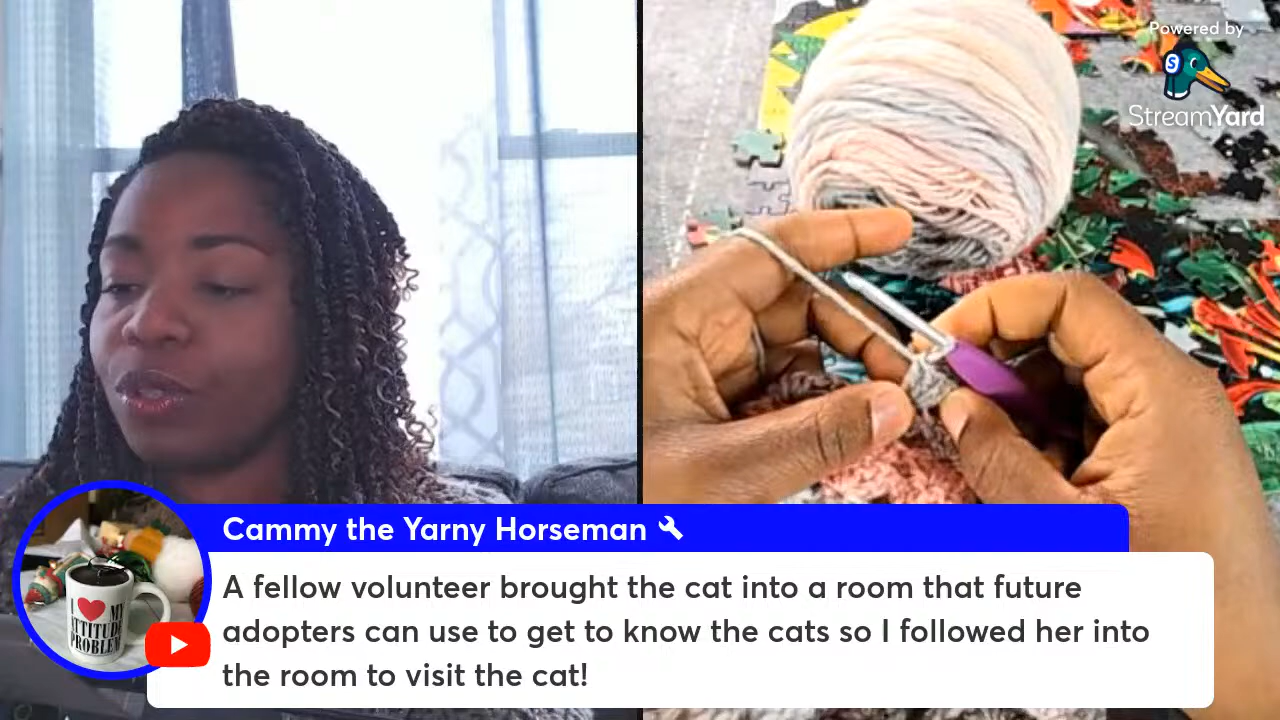 Powered by
S
StreamYard
Cammy the Yarny Horseman
A fellow volunteer brought the cat into a room that future
adopters can use to get to know the cats so I followed her into
the room to visit the cat!
I MY
ATTITUDE
PROBLEM